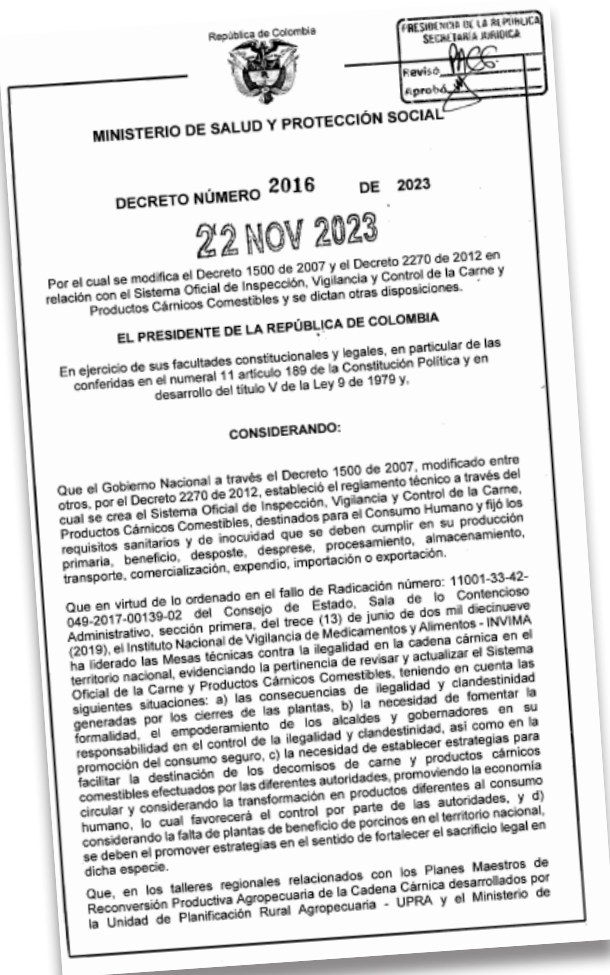 República de Colombia
PRESIDENCIA DE LA REPUBLICA
SECRETARIA JURIDICA
Revisó
Aprobó
MINISTERIO DE SALUD Y PROTECCIÓN SOCIAL
DECRETO NÚMERO 2016 DE 2023
22 NOV 2023
Por el cual se modifica el Decreto 1500 de 2007 y el Decreto 2270 de 2012 en
relación con el Sistema Oficial de Inspección, Vigilancia y Control de la Carne y
Productos Cárnicos Comestibles y se dictan otras disposiciones.
EL PRESIDENTE DE LA REPÚBLICA DE COLOMBIA
En ejercicio de sus facultades constitucionales y legales, en particular de las
conferidas en el numeral 11 artículo 189 de la Constitución Política y en
desarrollo del título V de la Ley 9 de 1979 y,
CONSIDERANDO:
Que el Gobierno Nacional a través el Decreto 1500 de 2007, modificado entre
otros, por el Decreto 2270 de 2012, estableció el reglamento técnico a través del
cual se crea el Sistema Oficial de Inspección, Vigilancia y Control de la Carne,
Productos Cárnicos Comestibles, destinados para el Consumo Humano y fijó los
requisitos sanitarios y de inocuidad que se deben cumplir en su producción
primaria, beneficio, desposte, desprese, procesamiento, almacenamiento,
transporte, comercialización, expendio, importación o exportación.
Que en virtud de lo ordenado en el fallo de Radicación número: 11001-33-42-
049-2017-00139-02 del Consejo de Estado, Sala de lo Contencioso
Administrativo, sección primera, del trece (13) de junio de dos mil diecinueve
(2019), el Instituto Nacional de Vigilancia de Medicamentos y Alimentos - INVIMA
ha liderado las Mesas técnicas contra la ilegalidad en la cadena cárnica en el
territorio nacional, evidenciando la pertinencia de revisar y actualizar el Sistema
Oficial de la Carne y Productos Cárnicos Comestibles, teniendo en cuenta las
siguientes situaciones: a) las consecuencias de ilegalidad y clandestinidad
generadas por los cierres de las plantas, b) la necesidad de fomentar la
formalidad, el empoderamiento de los alcaldes y gobernadores en su
responsabilidad en el control de la ilegalidad y clandestinidad, así como en la
promoción del consumo seguro, c) la necesidad de establecer estrategias para
facilitar la destinación de los decomisos de carne y productos cárnicos
comestibles efectuados por las diferentes autoridades, promoviendo la economía
circular y considerando la transformación en productos diferentes al consumo
humano, lo cual favorecerá el control por parte de las autoridades, y d)
considerando la falta de plantas de beneficio de porcinos en el territorio nacional,
se deben el promover estrategias en el sentido de fortalecer el sacrificio legal en
dicha especie.
Que, en los talleres regionales relacionados con los Planes Maestros de
Reconversión Productiva Agropecuaria de la Cadena Cárnica desarrollados por
la Unidad de Planificación Rural Agropecuaria - UPRA y el Ministerio de